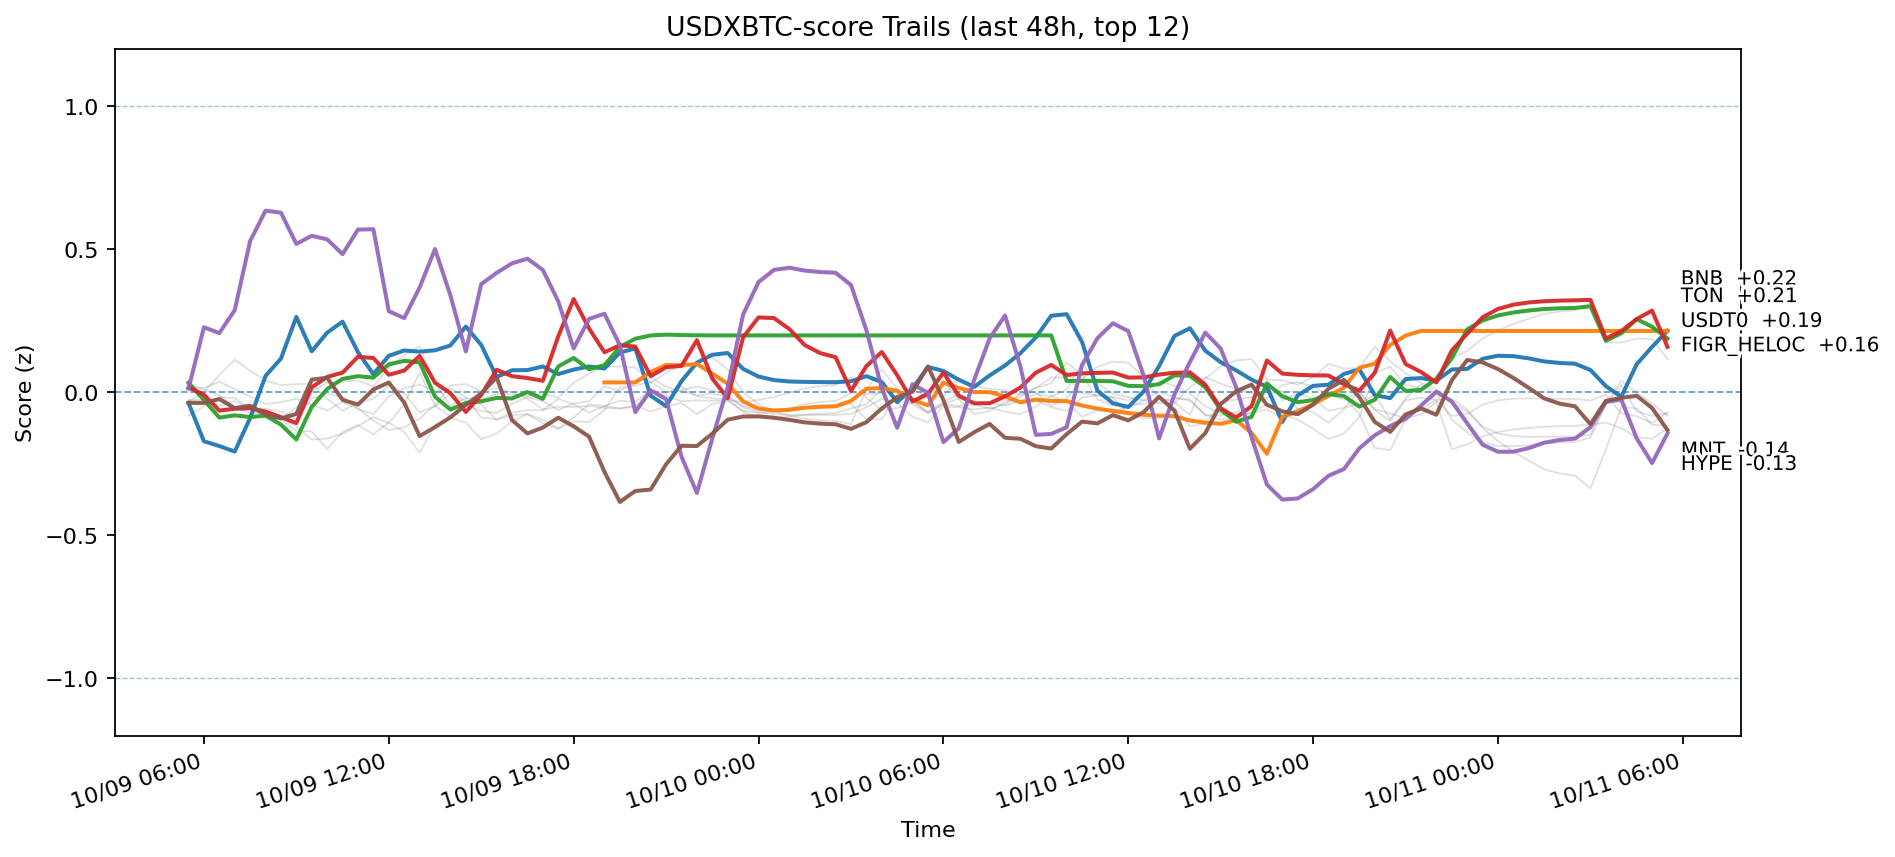 USDXBTC-score Trails (last 48h, top 12)
Score (z)
1.0
0.5
0.0
−0.5
−1.0
BNB +0.22
TON +0.21
USDT0 +0.19
FIGR_HELOC +0.16
MNT -0.14
HYPE -0.13
10/09 06:00
10/09 12:00
10/09 18:00
10/10 00:00
10/10 06:00
10/10 12:00
10/10 18:00
10/11 00:00
10/11 06:00
Time